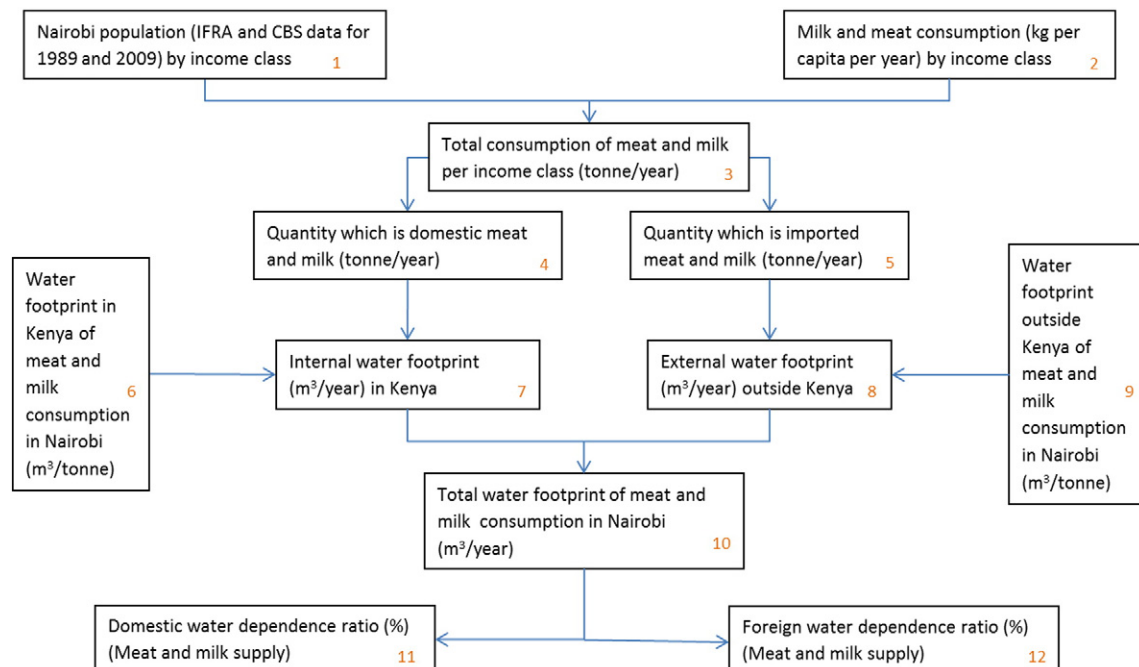 Nairobi population (IFRA and CBS data for
1989 and 2009) by income class
1
Milk and meat consumption (kg per
capita per year) by income class
2
Total consumption of meat and milk
per income class (tonne/year)
3
Quantity which is domestic meat
and milk (tonne/year)
4
Quantity which is imported
meat and milk (tonne/year)
5
Water
footprint in
Kenya of
meat and
milk
consumption
in Nairobi
(m³/tonne)
6
Internal water footprint
(m³/year) in Kenya
7
External water footprint
(m³/year) outside Kenya
8
Water
footprint
outside
Kenya of
meat and
milk
consumption
in Nairobi
(m³/tonne)
9
Total water footprint of meat and
milk consumption in Nairobi
(m³/year)
10
Domestic water dependence ratio (%)
(Meat and milk supply)
11
Foreign water dependence ratio (%)
(Meat and milk supply)
12